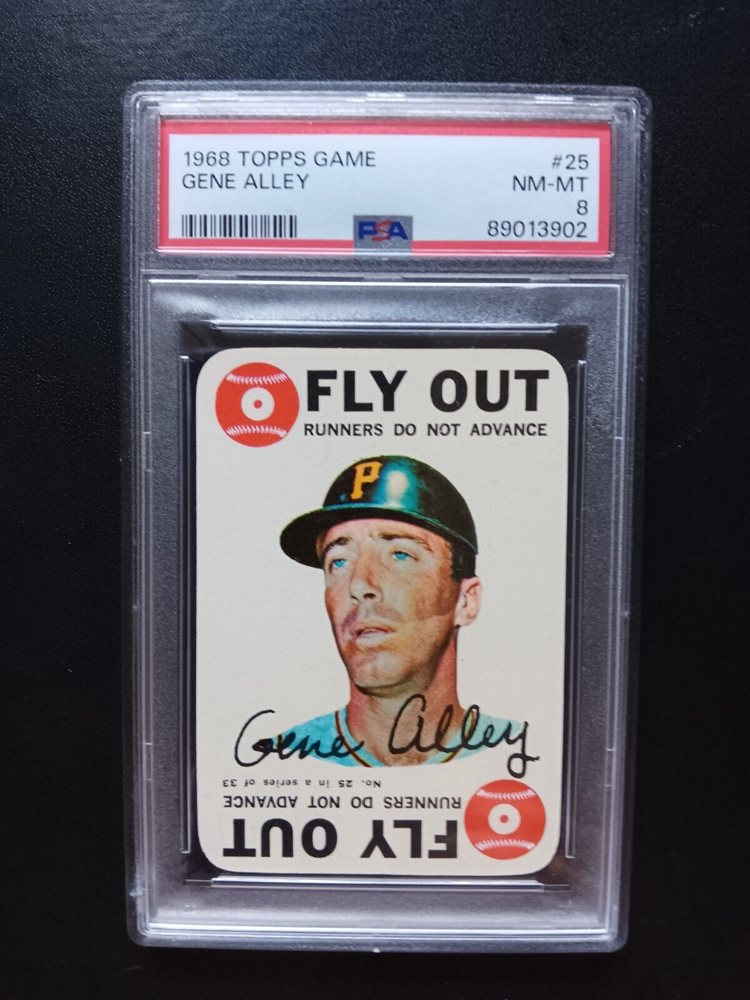 1968 TOPPS GAME #25
GENE ALLEY NM-MT
8
PSA 89013902
FLY OUT
RUNNERS DO NOT ADVANCE
P
Gene Alley
No. 25 in a series of 33
RUNNERS DO NOT ADVANCE
FLY OUT